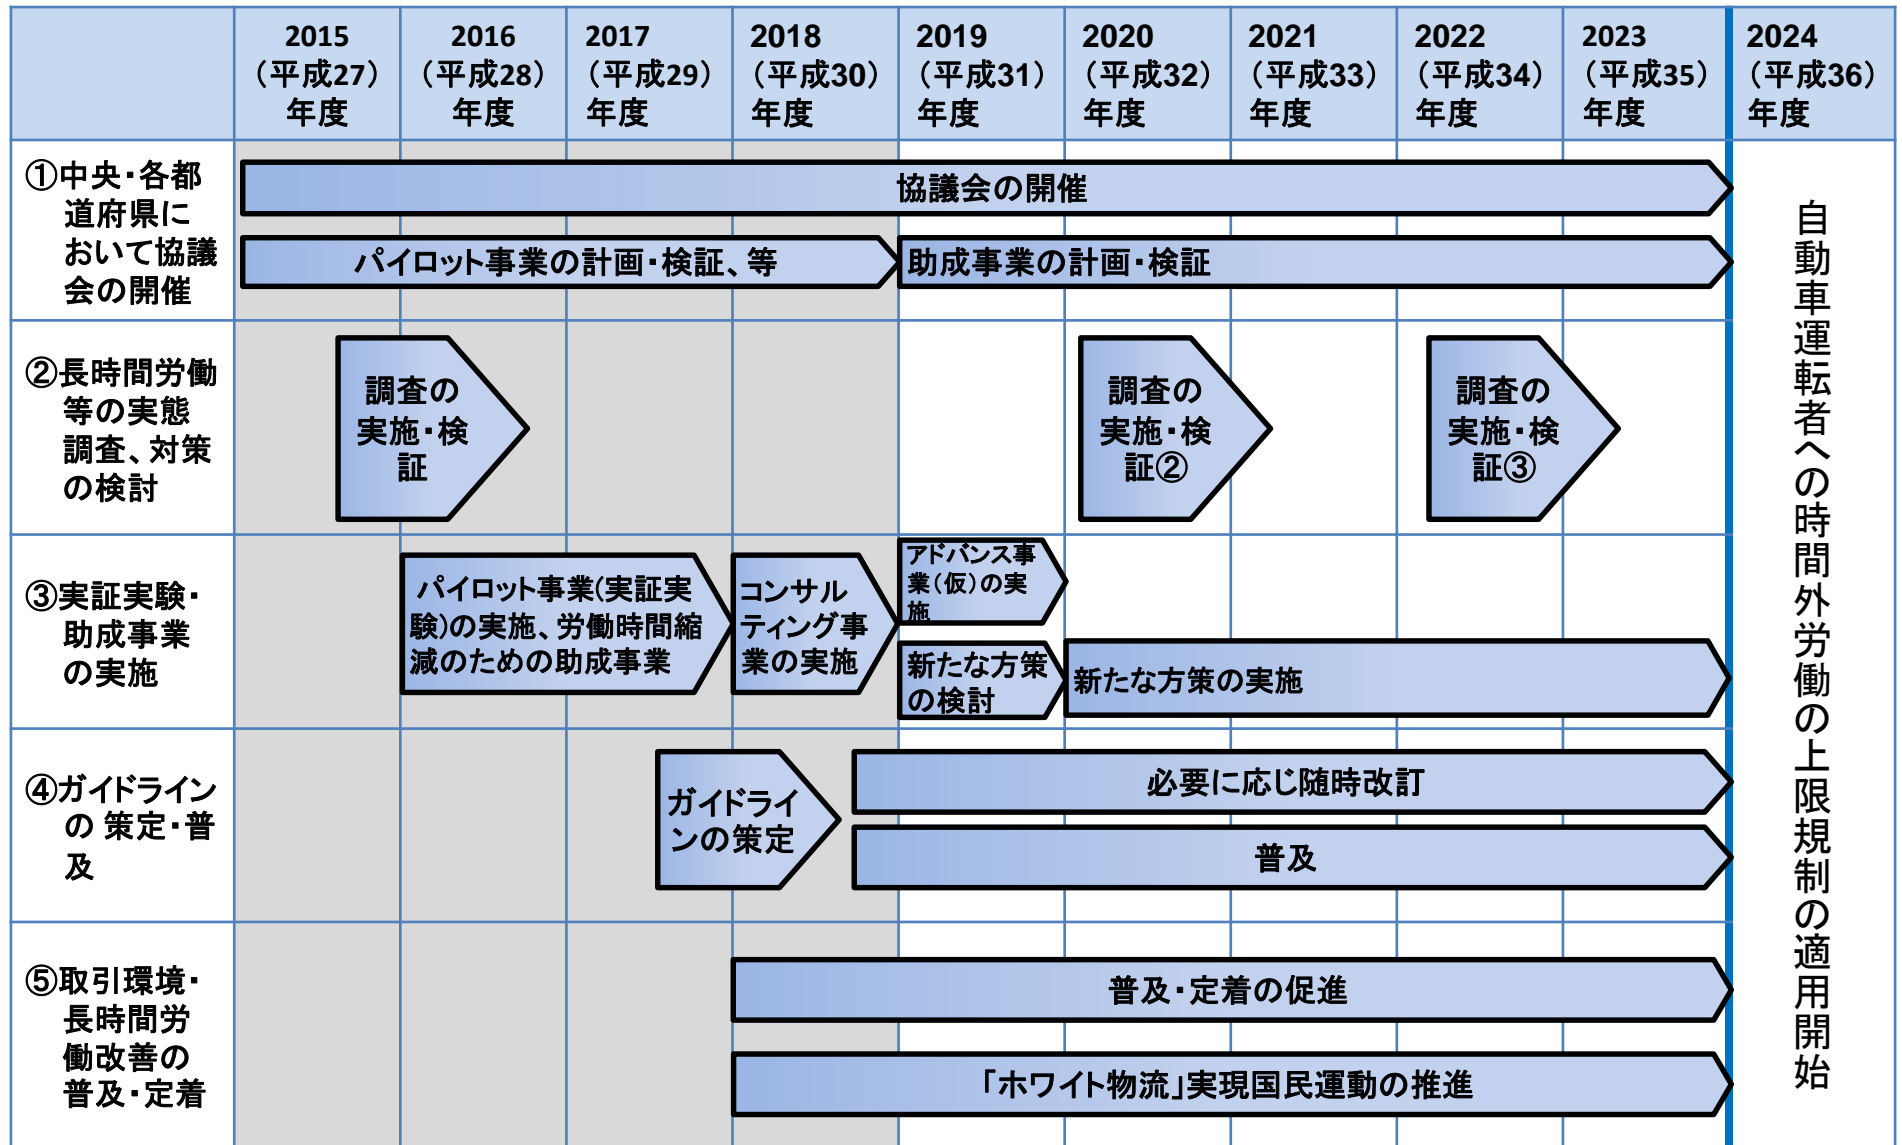 2015
（平成27）
年度
2016
（平成28）
年度
2017
（平成29）
年度
2018
（平成30）
年度
2019
（平成31）
年度
2020
（平成32）
年度
2021
（平成33）
年度
2022
（平成34）
年度
2023
（平成35）
年度
2024
（平成36）
年度
①中央・各都
道府県に
おいて協議
会の開催
協議会の開催
パイロット事業の計画・検証、等
助成事業の計画・検証
②長時間労働
等の実態
調査、対策
の検討
調査の
実施・検
証
調査の
実施・検
証②
調査の
実施・検
証③
③実証実験・
助成事業
の実施
パイロット事業(実証実
験)の実施、労働時間縮
減のための助成事業
コンサル
ティング事
業の実施
アドバンス事
業（仮）の実
施
新たな方策
の検討
新たな方策の実施
④ガイドライン
の 策定・普
及
ガイドライ
ンの策定
必要に応じ随時改訂
普及
⑤取引環境・
長時間労
働改善の
普及・定着
普及・定着の促進
「ホワイト物流」実現国民運動の推進
自動車運転者への時間外労働の上限規制の適用開始